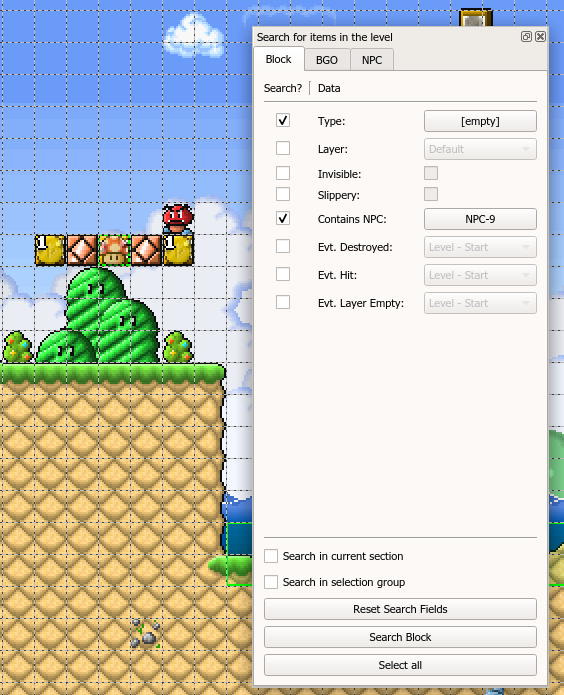 Search for items in the level
Block BGO NPC
Search? Data
Type: [empty]
Layer: Default
Invisible:
Slippery:
Contains NPC: NPC-9
Evt. Destroyed: Level - Start
Evt. Hit: Level - Start
Evt. Layer Empty: Level - Start
1 1
Search in current section
Search in selection group
Reset Search Fields
Search Block
Select all